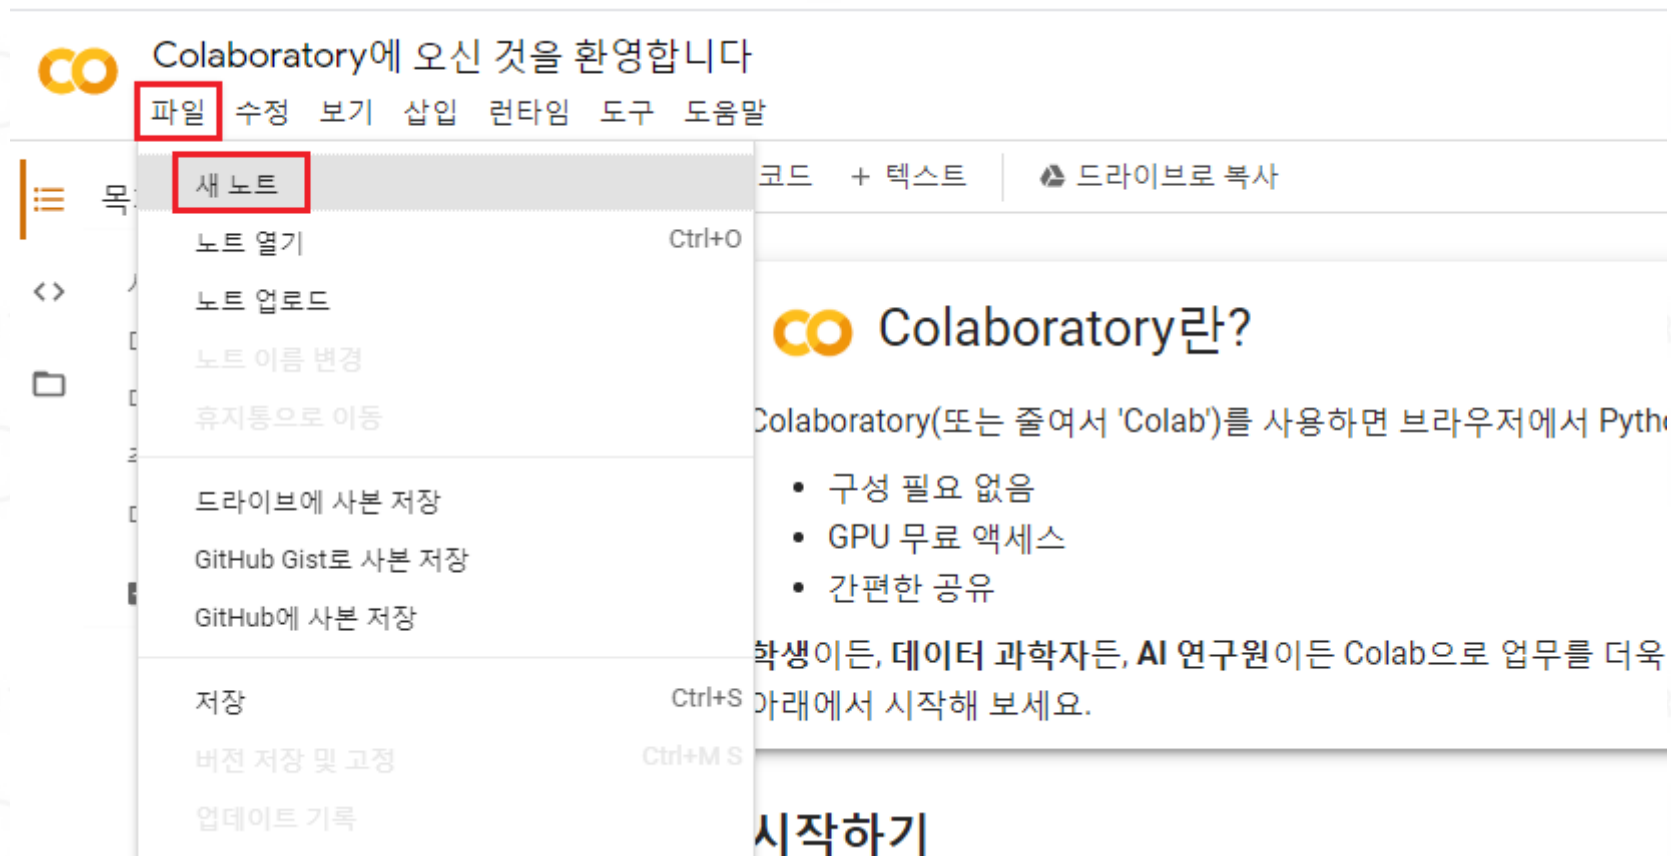 Colaboratory에 오신 것을 환영합니다
파일 수정 보기 삽입 런타임 도구 도움말
코드 + 텍스트 드라이브로 복사
새 노트
노트 열기 Ctrl+O
노트 업로드
노트 이름 변경
휴지통으로 이동
드라이브에 사본 저장
GitHub Gist로 사본 저장
GitHub에 사본 저장
저장 Ctrl+S
버전 저장 및 고정 Ctrl+M S
업데이트 기록
목
Colaboratory란?
Colaboratory(또는 줄여서 'Colab')를 사용하면 브라우저에서 Pyth
• 구성 필요 없음
• GPU 무료 액세스
• 간편한 공유
학생이든, 데이터 과학자든, AI 연구원이든 Colab으로 업무를 더욱
아래에서 시작해 보세요.
시작하기